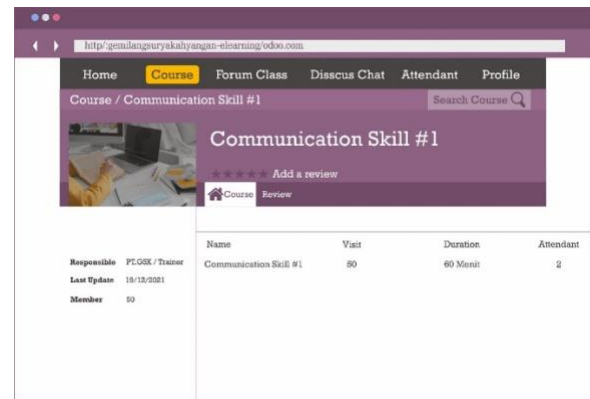 http/:gemilangsuryakahyangan-elearning/odoo.com
Home Course Forum Class Disscus Chat Attendant Profile
Course / Communication Skill #1 Search Course
Communication Skill #1
Add a review
Course Review
Name Visit Duration Attendant
Responsible PT.GSK / Trainer
Communication Skill #1 50 60 Menit 2
Last Update 10/12/2021
Member 50